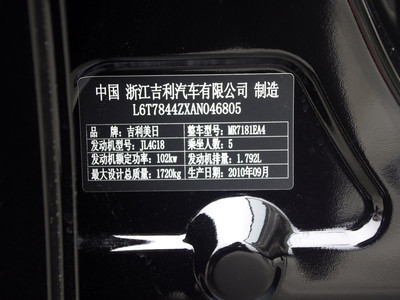 中国 浙江吉利汽车有限公司 制造
L6T7844ZXAN046805
品牌：吉利美日 整车型号：MR7181EA4
发动机型号：JL4G18 乘坐人数：5
发动机额定功率：102kw 发动机排量：1.792L
最大设计总质量：1720kg 生产日期：2010年09月